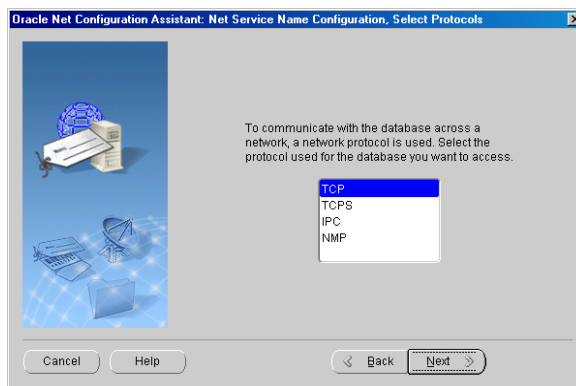 Oracle Net Configuration Assistant: Net Service Name Configuration, Select Protocols
To communicate with the database across a
network, a network protocol is used. Select the
protocol used for the database you want to access.
TCP
TCPS
IPC
NMP
Cancel
Help
Back
Next